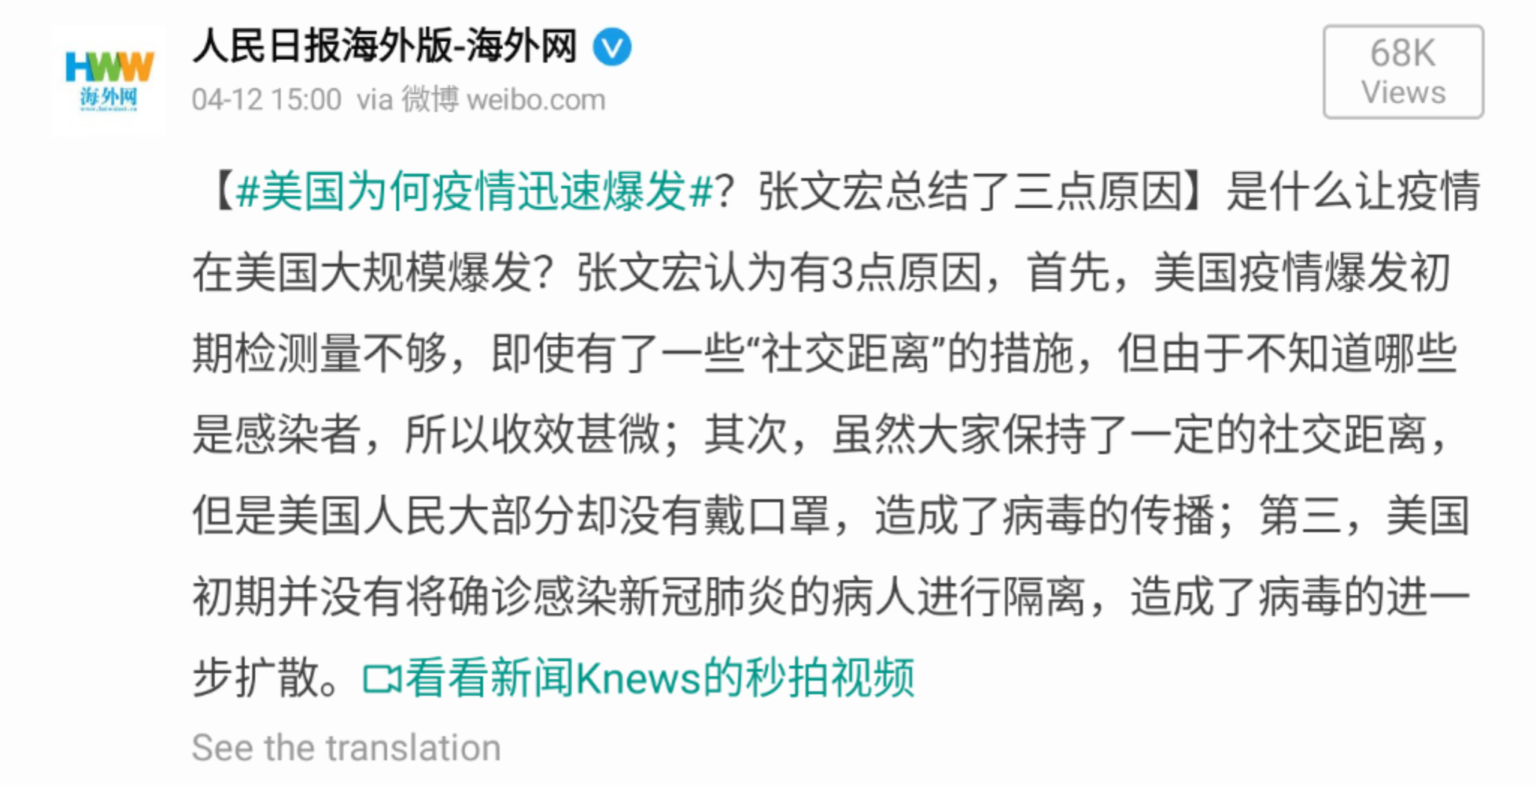 HWW
海外网
人民日报海外版-海外网
68K
Views
04-12 15:00 via 微博 weibo.com
【#美国为何疫情迅速爆发#？张文宏总结了三点原因】是什么让疫情
在美国大规模爆发？张文宏认为有3点原因，首先，美国疫情爆发初
期检测量不够，即使有了一些“社交距离”的措施，但由于不知道哪些
是感染者，所以收效甚微；其次，虽然大家保持了一定的社交距离，
但是美国人民大部分却没有戴口罩，造成了病毒的传播；第三，美国
初期并没有将确诊感染新冠肺炎的病人进行隔离，造成了病毒的进一
步扩散。看看新闻Knews的秒拍视频
See the translation